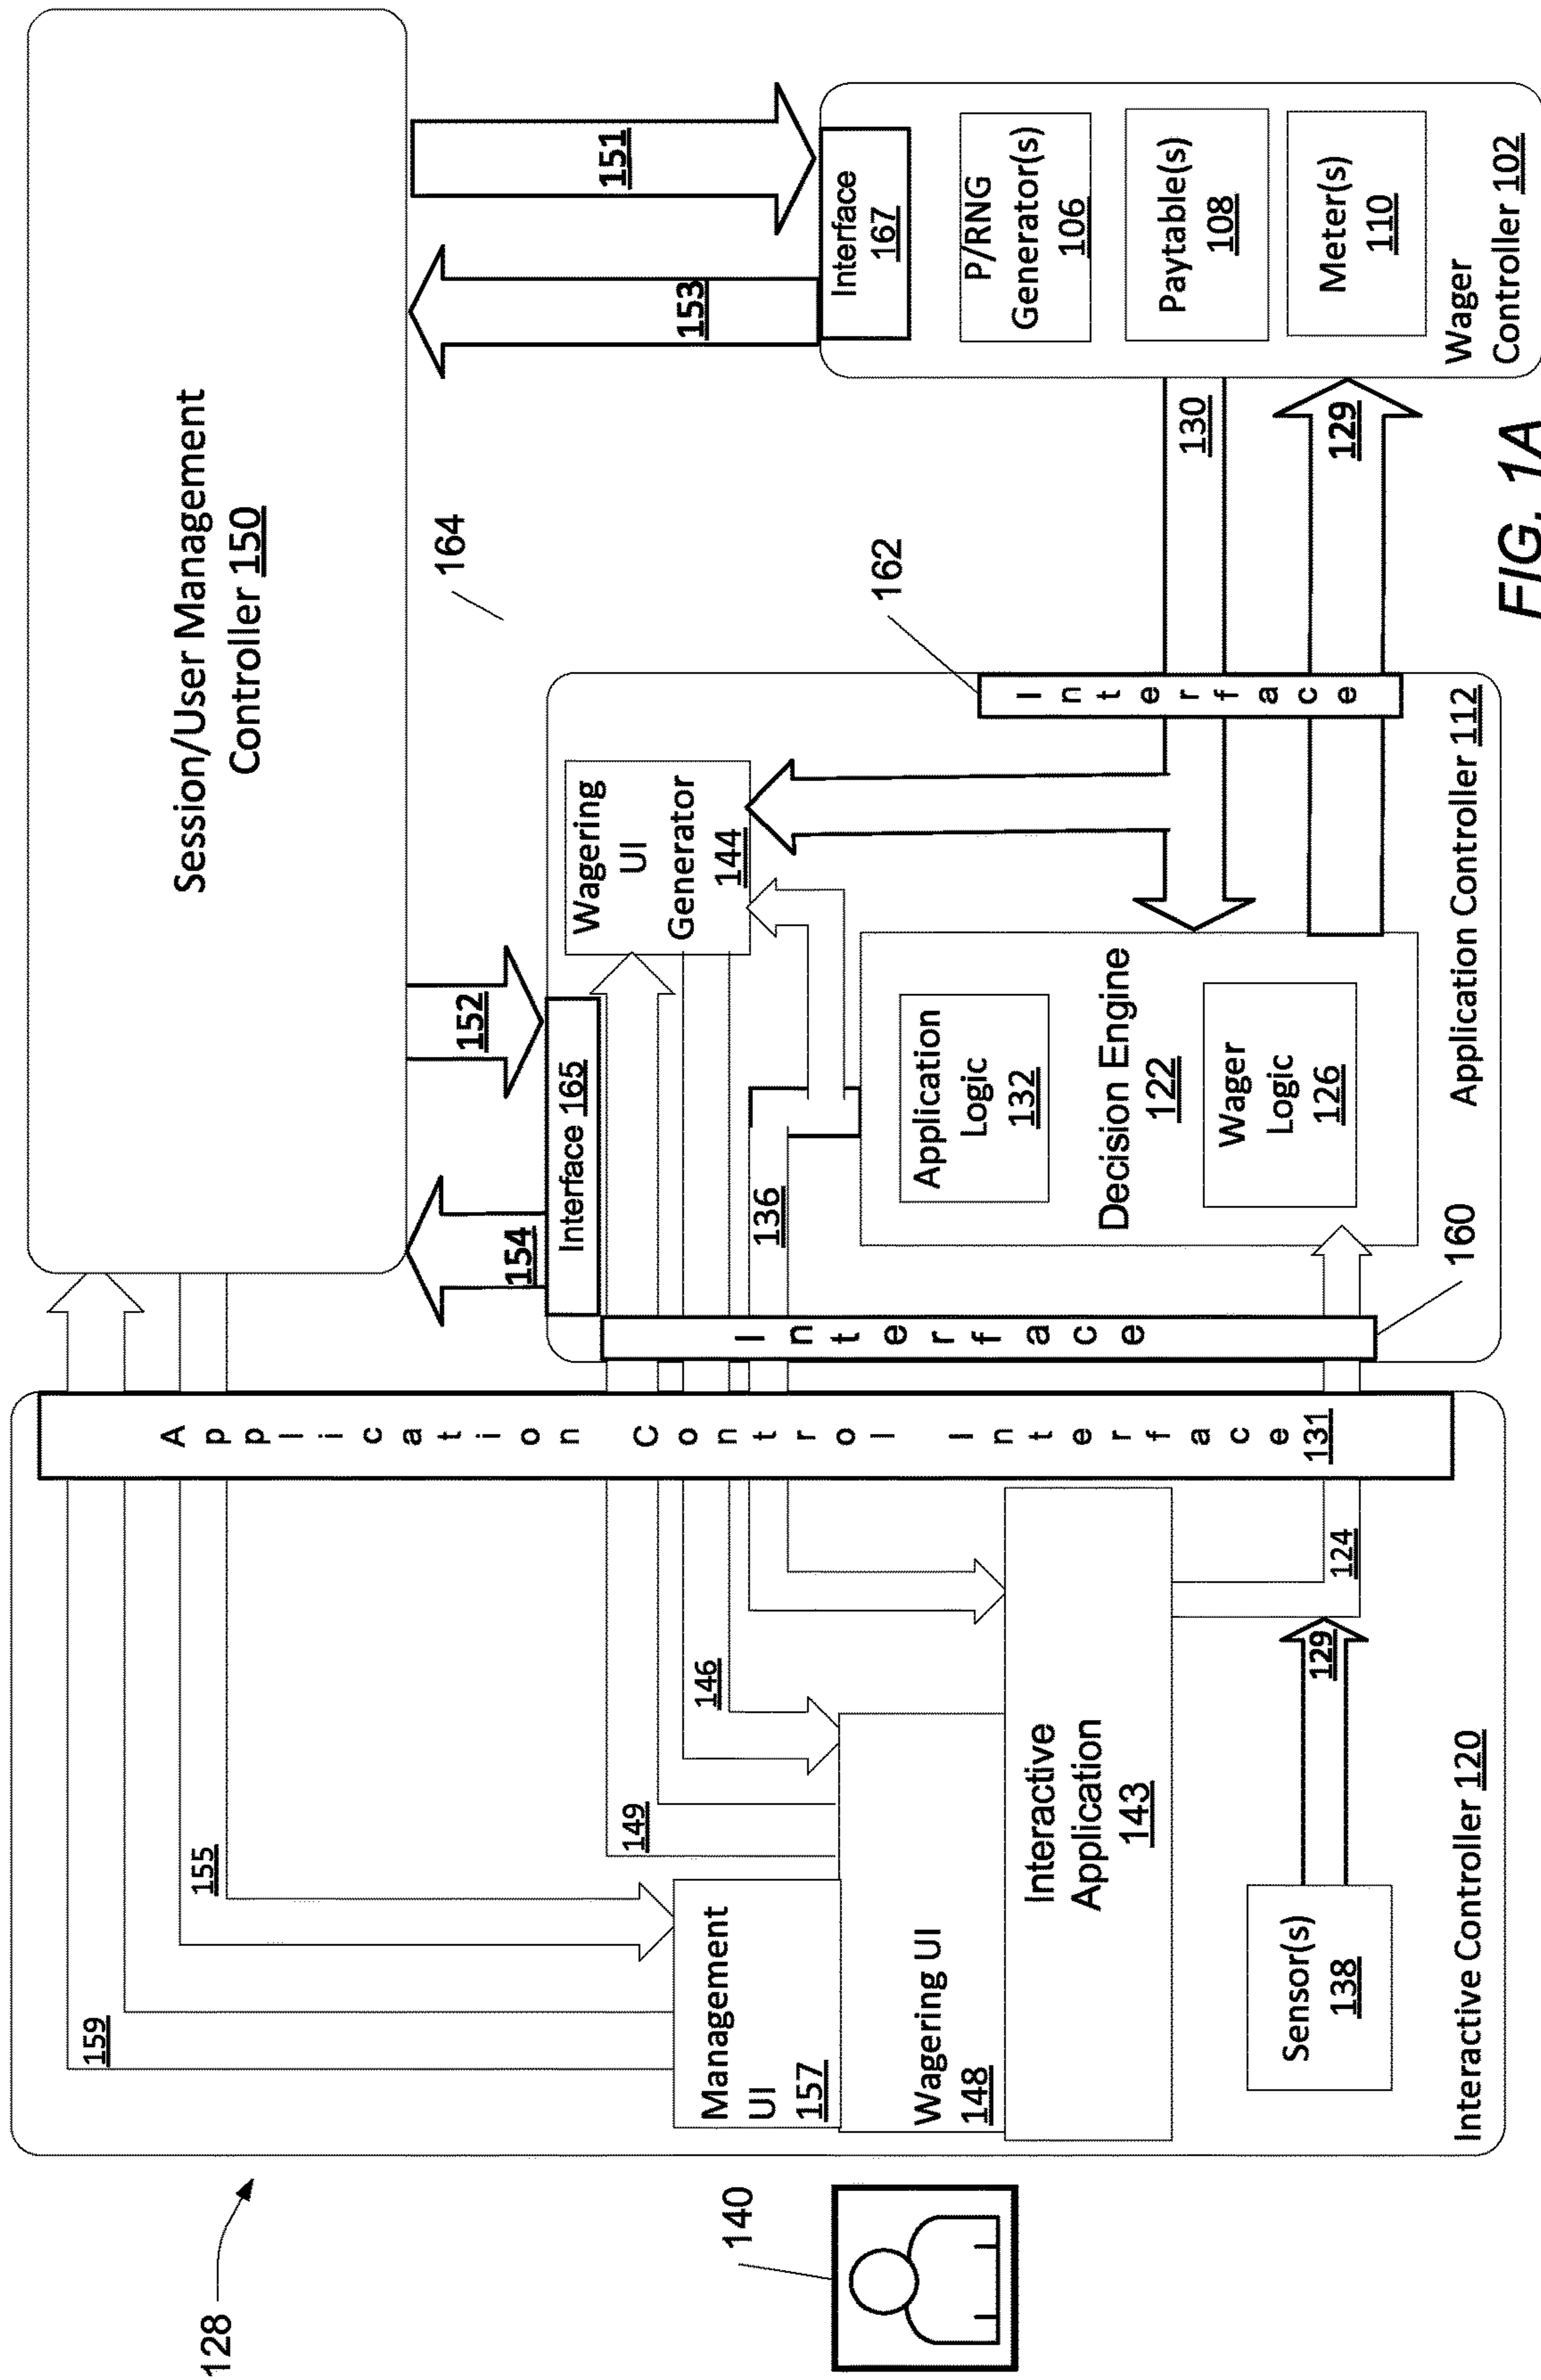 128
140
159
155
Session/User Management
Controller 150
164
154
152
153
151
Management
UI
157
149
146
Wagering UI
148
Interactive
Application
143
Sensor(s)
138
129
124
Interactive Controller 120
Application Control Interface 131
Interface
160
Interface 165
136
Wagering
UI
Generator
144
Application
Logic
132
Decision Engine
122
Wager
Logic
126
Application Controller 112
162
Interface
130
129
Interface
167
P/RNG
Generator(s)
106
Paytable(s)
108
Meter(s)
110
Wager
Controller 102
FIG. 1A